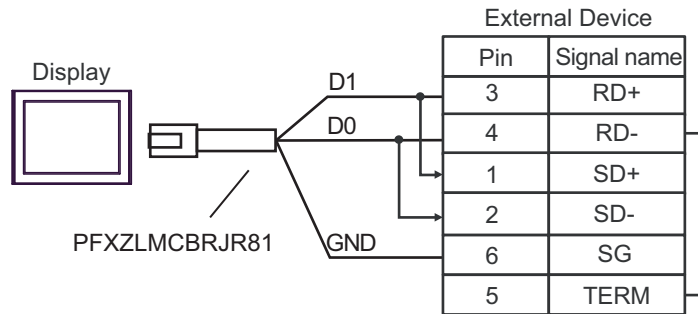 External Device
Display
Pin Signal name
D1 3 RD+
D0 4 RD-
1 SD+
2 SD-
PFXZLMCBRJR81 GND 6 SG
5 TERM